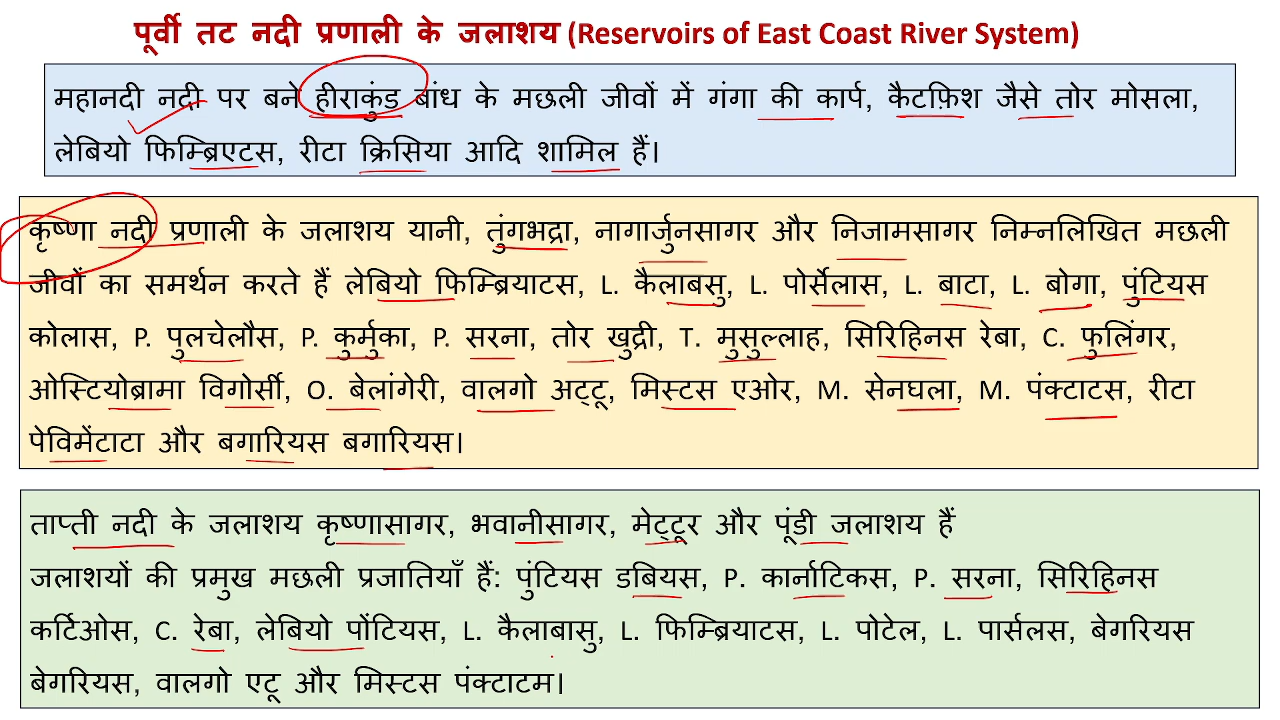 पूर्वी तट नदी प्रणाली के जलाशय (Reservoirs of East Coast River System)
महानदी नदी पर बने हीराकुंड बांध के मछली जीवों में गंगा की कार्प, कैटफ़िश जैसे तोर मोसला,
लेबियो फिम्ब्रिएटस, रीटा क्रिसिया आदि शामिल हैं।
कृष्णा नदी प्रणाली के जलाशय यानी, तुंगभद्रा, नागार्जुनसागर और निजामसागर निम्नलिखित मछली
जीवों का समर्थन करते हैं लेबियो फिम्ब्रियाटस, L. कैलाबसु, L. पोर्सेलास, L. बाटा, L. बोगा, पुंटियस
कोलास, P. पुलचेलौस, P. कुर्मुका, P. सरना, तोर खुद्री, T. मुसुल्लाह, सिरिहिनस रेबा, C. फुलिंगर,
ओस्टियोब्रामा विगोर्सी, O. बेलांगेरी, वालगो अट्टू, मिस्टस एओर, M. सेनघला, M. पंक्टाटस, रीटा
पेविमेंटाटा और बगारियस बगारियस।
ताप्ती नदी के जलाशय कृष्णासागर, भवानीसागर, मेट्टूर और पूंडी जलाशय हैं
जलाशयों की प्रमुख मछली प्रजातियाँ हैं: पुंटियस डबियस, P. कार्नाटिकस, P. सरना, सिरिहिनस
कर्टिओस, C. रेबा, लेबियो पोंटियस, L. कैलाबासु, L. फिम्ब्रियाटस, L. पोटेल, L. पार्सलस, बेगरियस
बेगरियस, वालगो एटू और मिस्टस पंक्टाटम।